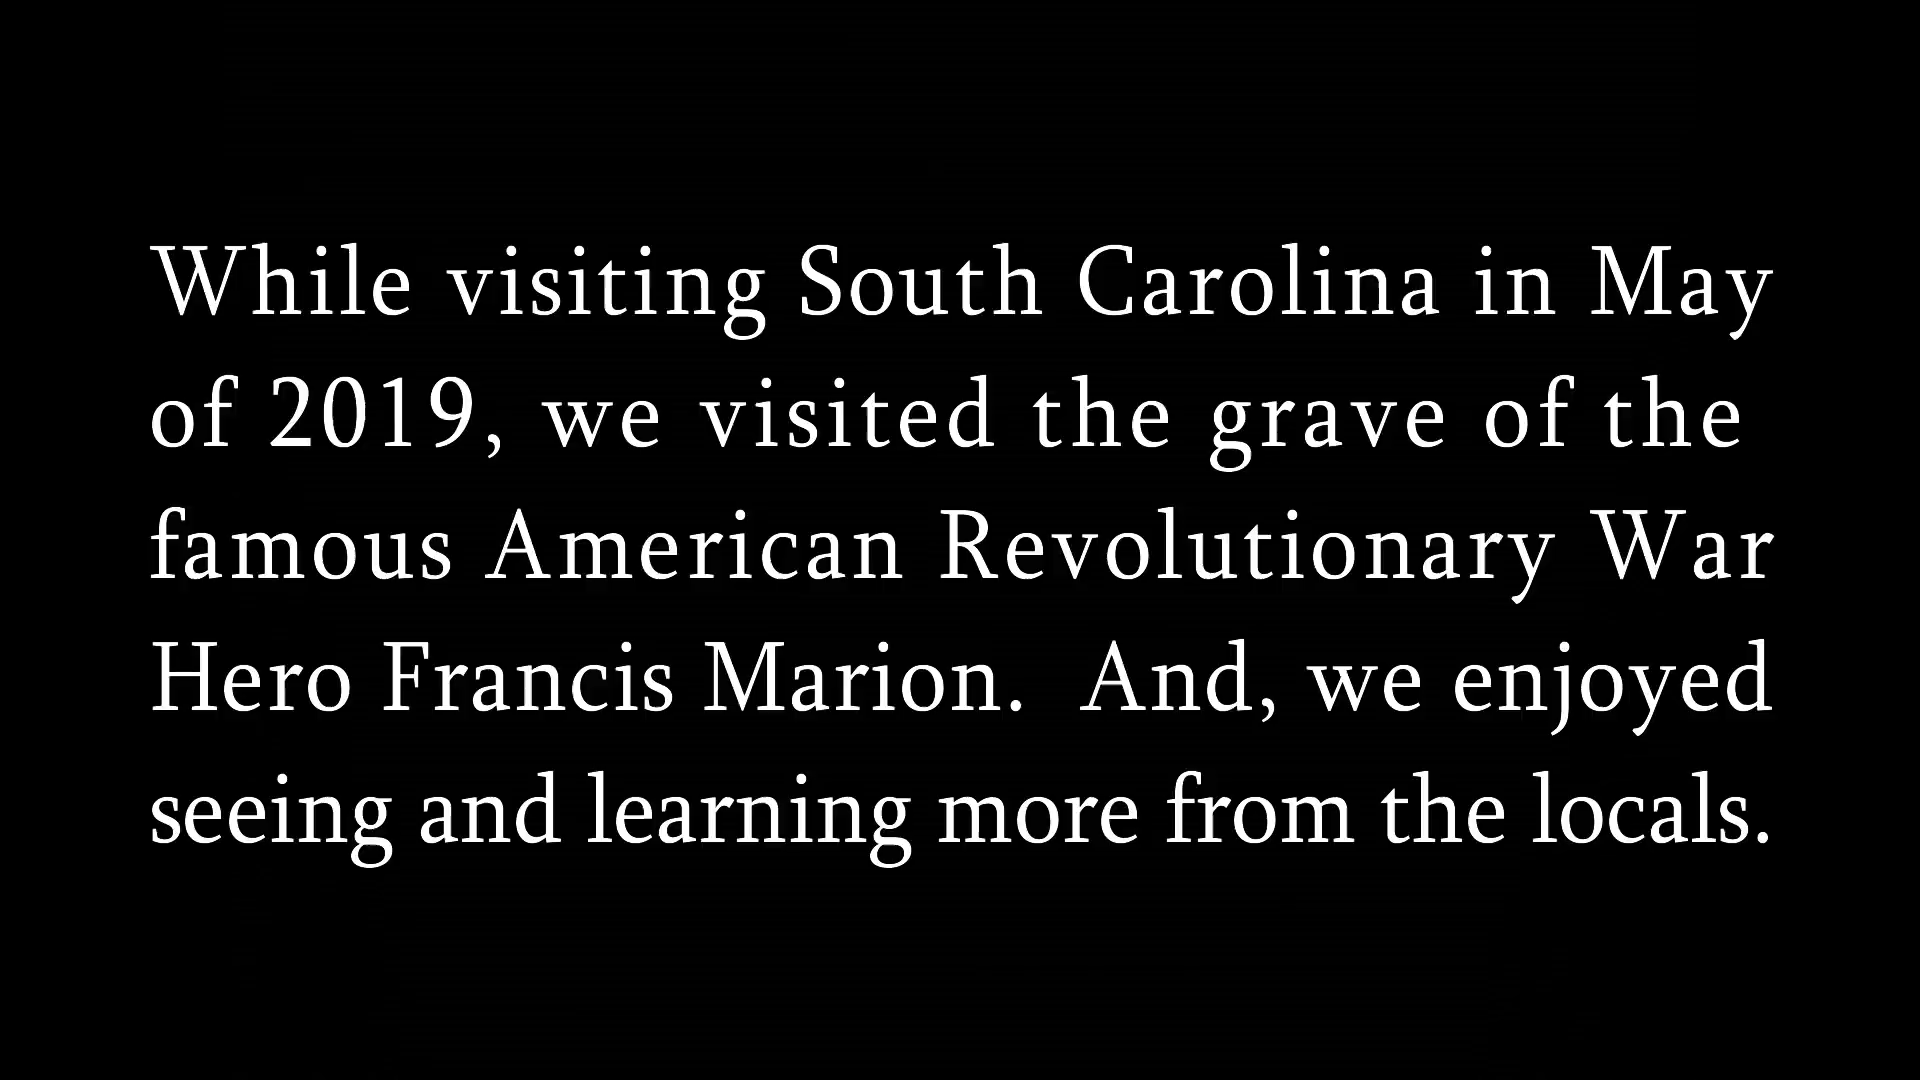 While visiting South Carolina in May
of 2019, we visited the grave of the
famous American Revolutionary War
Hero Francis Marion.  And, we enjoyed
seeing and learning more from the locals.